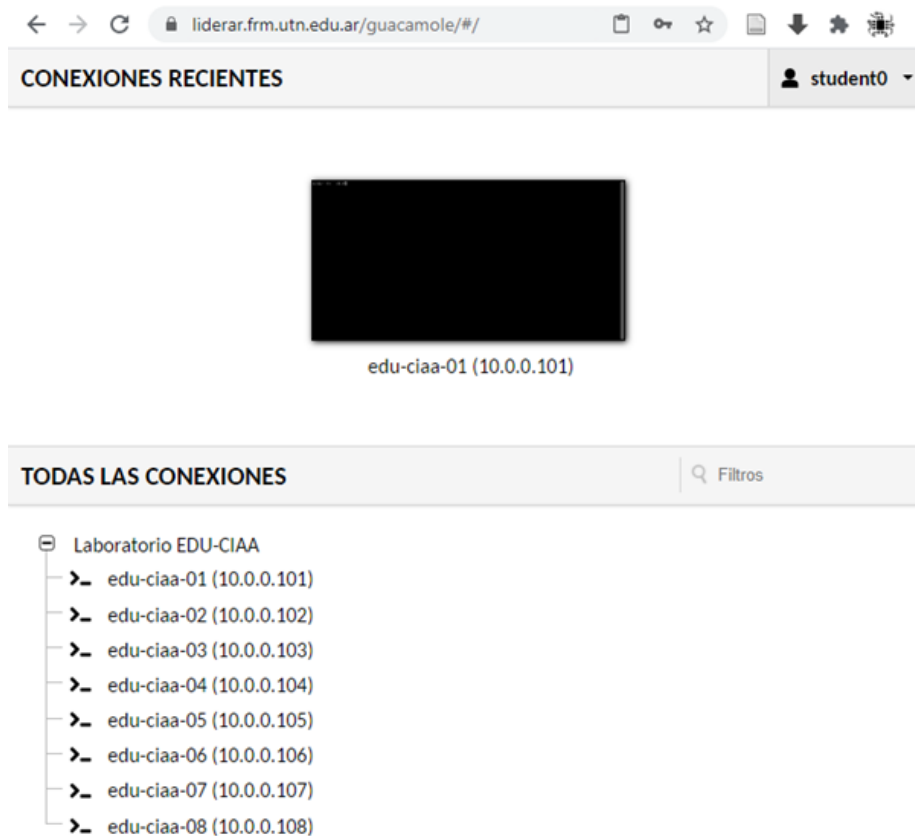 liderar.frm.utn.edu.ar/guacamole/#/
CONEXIONES RECIENTES
student0
edu-ciaa-01 (10.0.0.101)
TODAS LAS CONEXIONES
Filtros
Laboratorio EDU-CIAA
edu-ciaa-01 (10.0.0.101)
edu-ciaa-02 (10.0.0.102)
edu-ciaa-03 (10.0.0.103)
edu-ciaa-04 (10.0.0.104)
edu-ciaa-05 (10.0.0.105)
edu-ciaa-06 (10.0.0.106)
edu-ciaa-07 (10.0.0.107)
edu-ciaa-08 (10.0.0.108)